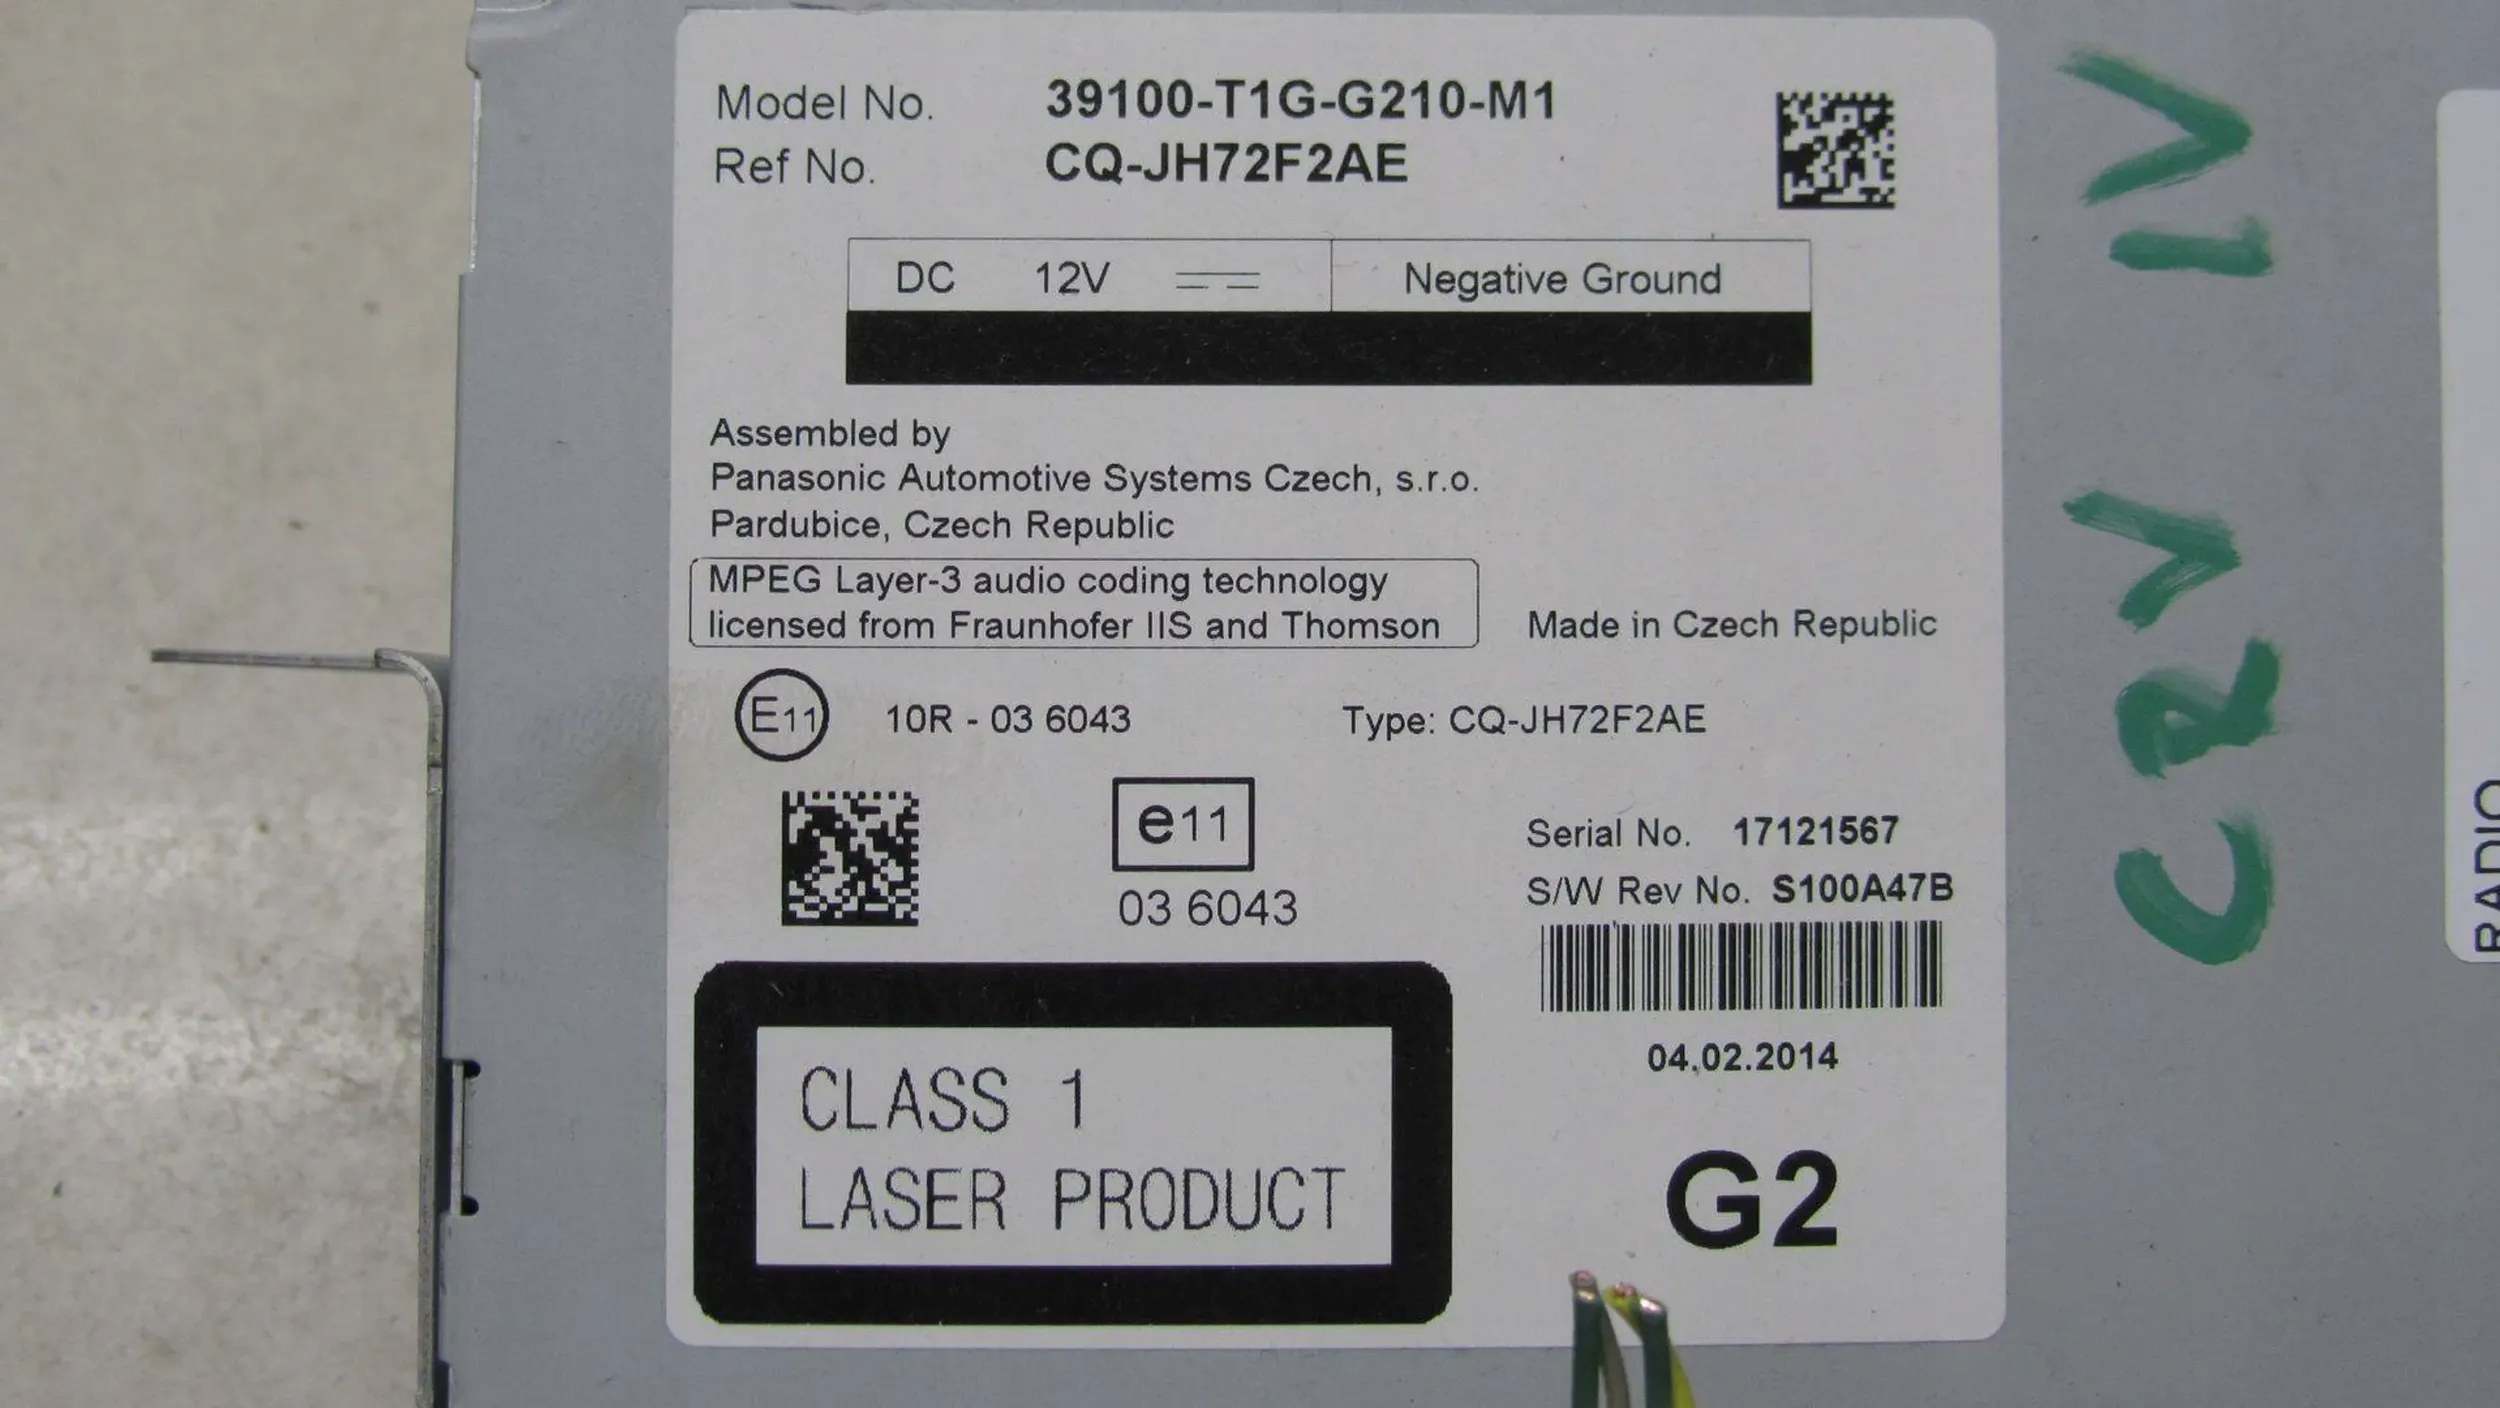 Model No. 39100-T1G-G210-M1
Ref No. CQ-JH72F2AE
DC 12V Negative Ground
Assembled by
Panasonic Automotive Systems Czech, s.r.o.
Pardubice, Czech Republic
MPEG Layer-3 audio coding technology
licensed from Fraunhofer IIS and Thomson
Made in Czech Republic
E11 10R - 03 6043 Type: CQ-JH72F2AE
e11
03 6043
Serial No. 17121567
S/W Rev No. S100A47B
04.02.2014
CLASS 1
LASER PRODUCT
G2
CRV IV
RADIO